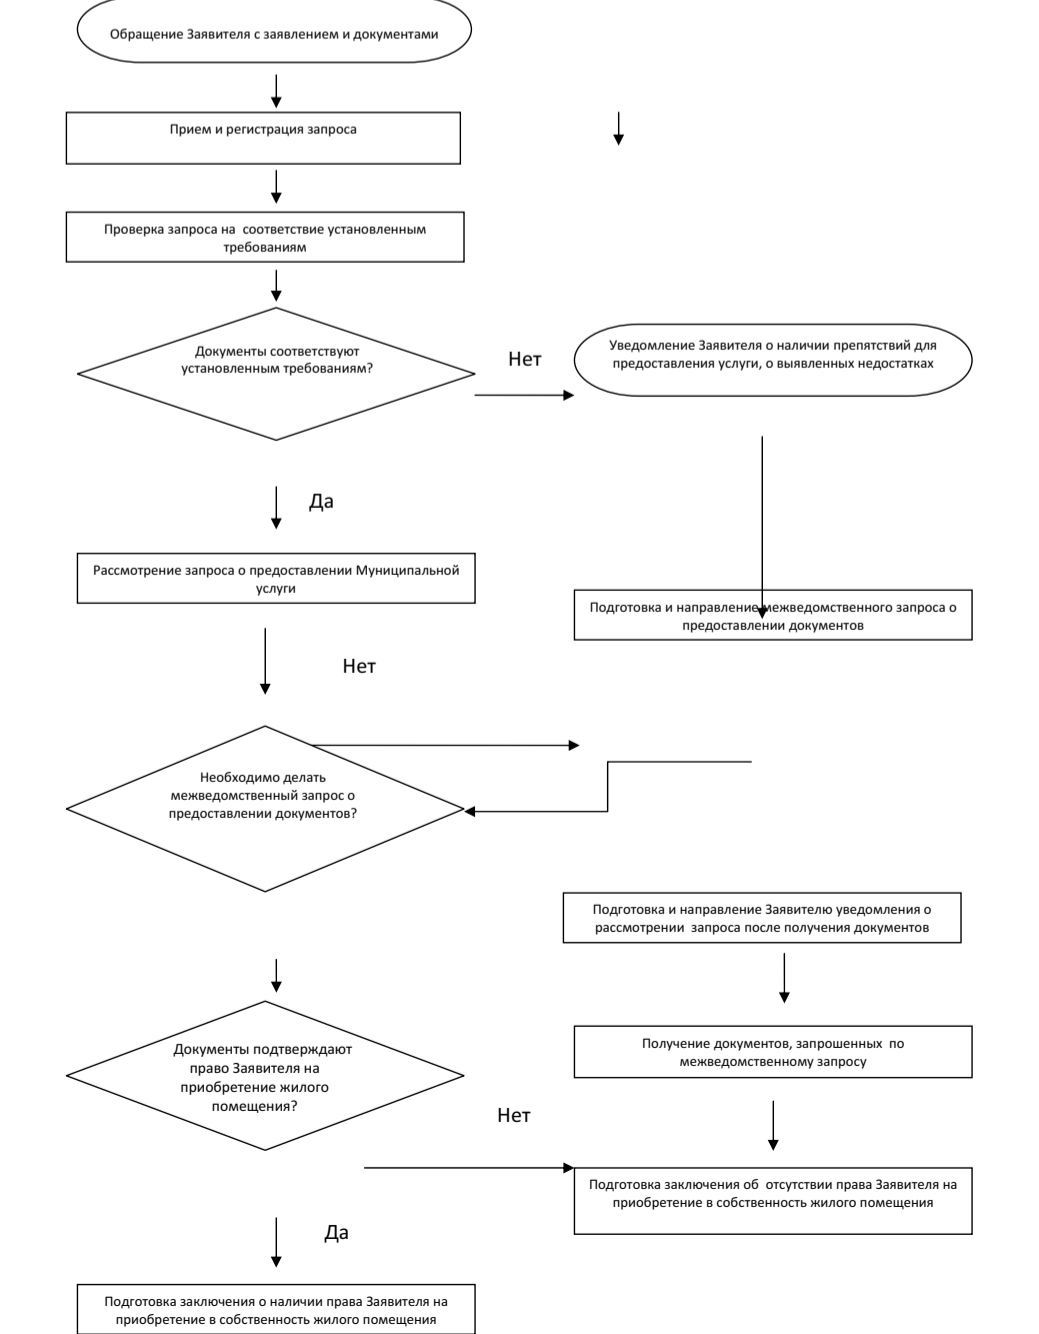 Обращение Заявителя с заявлением и документами
Прием и регистрация запроса
Проверка запроса на соответствие установленным
требованиям
Документы соответствуют
установленным требованиям?
Нет
Уведомление Заявителя о наличии препятствий для
предоставления услуги, о выявленных недостатках
Да
Рассмотрение запроса о предоставлении Муниципальной
услуги
Подготовка и направление межведомственного запроса о
предоставлении документов
Нет
Необходимо делать
межведомственный запрос о
предоставлении документов?
Подготовка и направление Заявителю уведомления о
рассмотрении запроса после получения документов
Документы подтверждают
право Заявителя на
приобретение жилого
помещения?
Получение документов, запрошенных по
межведомственному запросу
Нет
Подготовка заключения об отсутствии права Заявителя на
приобретение в собственность жилого помещения
Да
Подготовка заключения о наличии права Заявителя на
приобретение в собственность жилого помещения